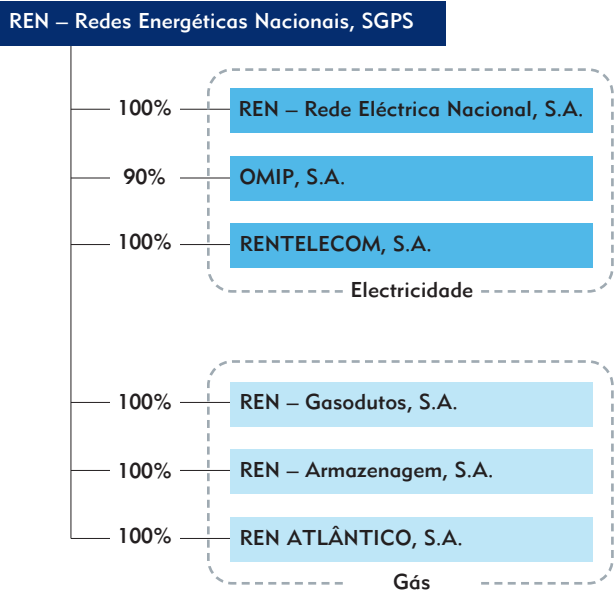 REN – Redes Energéticas Nacionais, SGPS
100% REN – Rede Eléctrica Nacional, S.A.
90% OMIP, S.A.
100% RENTELECOM, S.A.
Electricidade
100% REN – Gasodutos, S.A.
100% REN – Armazenagem, S.A.
100% REN ATLÂNTICO, S.A.
Gás